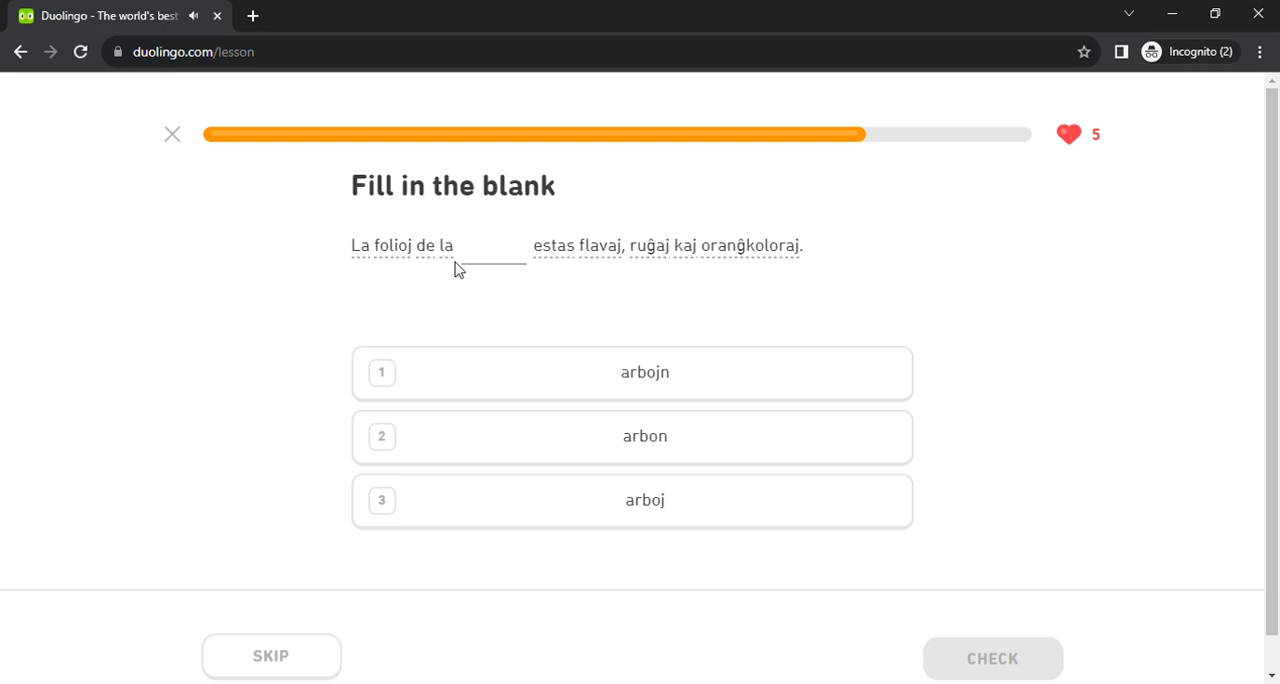 Duolingo - The world's best
duolingo.com/lesson
Incognito (2)
5
Fill in the blank
La folioj de la ________ estas flavaj, ruĝaj kaj oranĝkoloraj.
1 arbojn
2 arbon
3 arboj
SKIP
CHECK